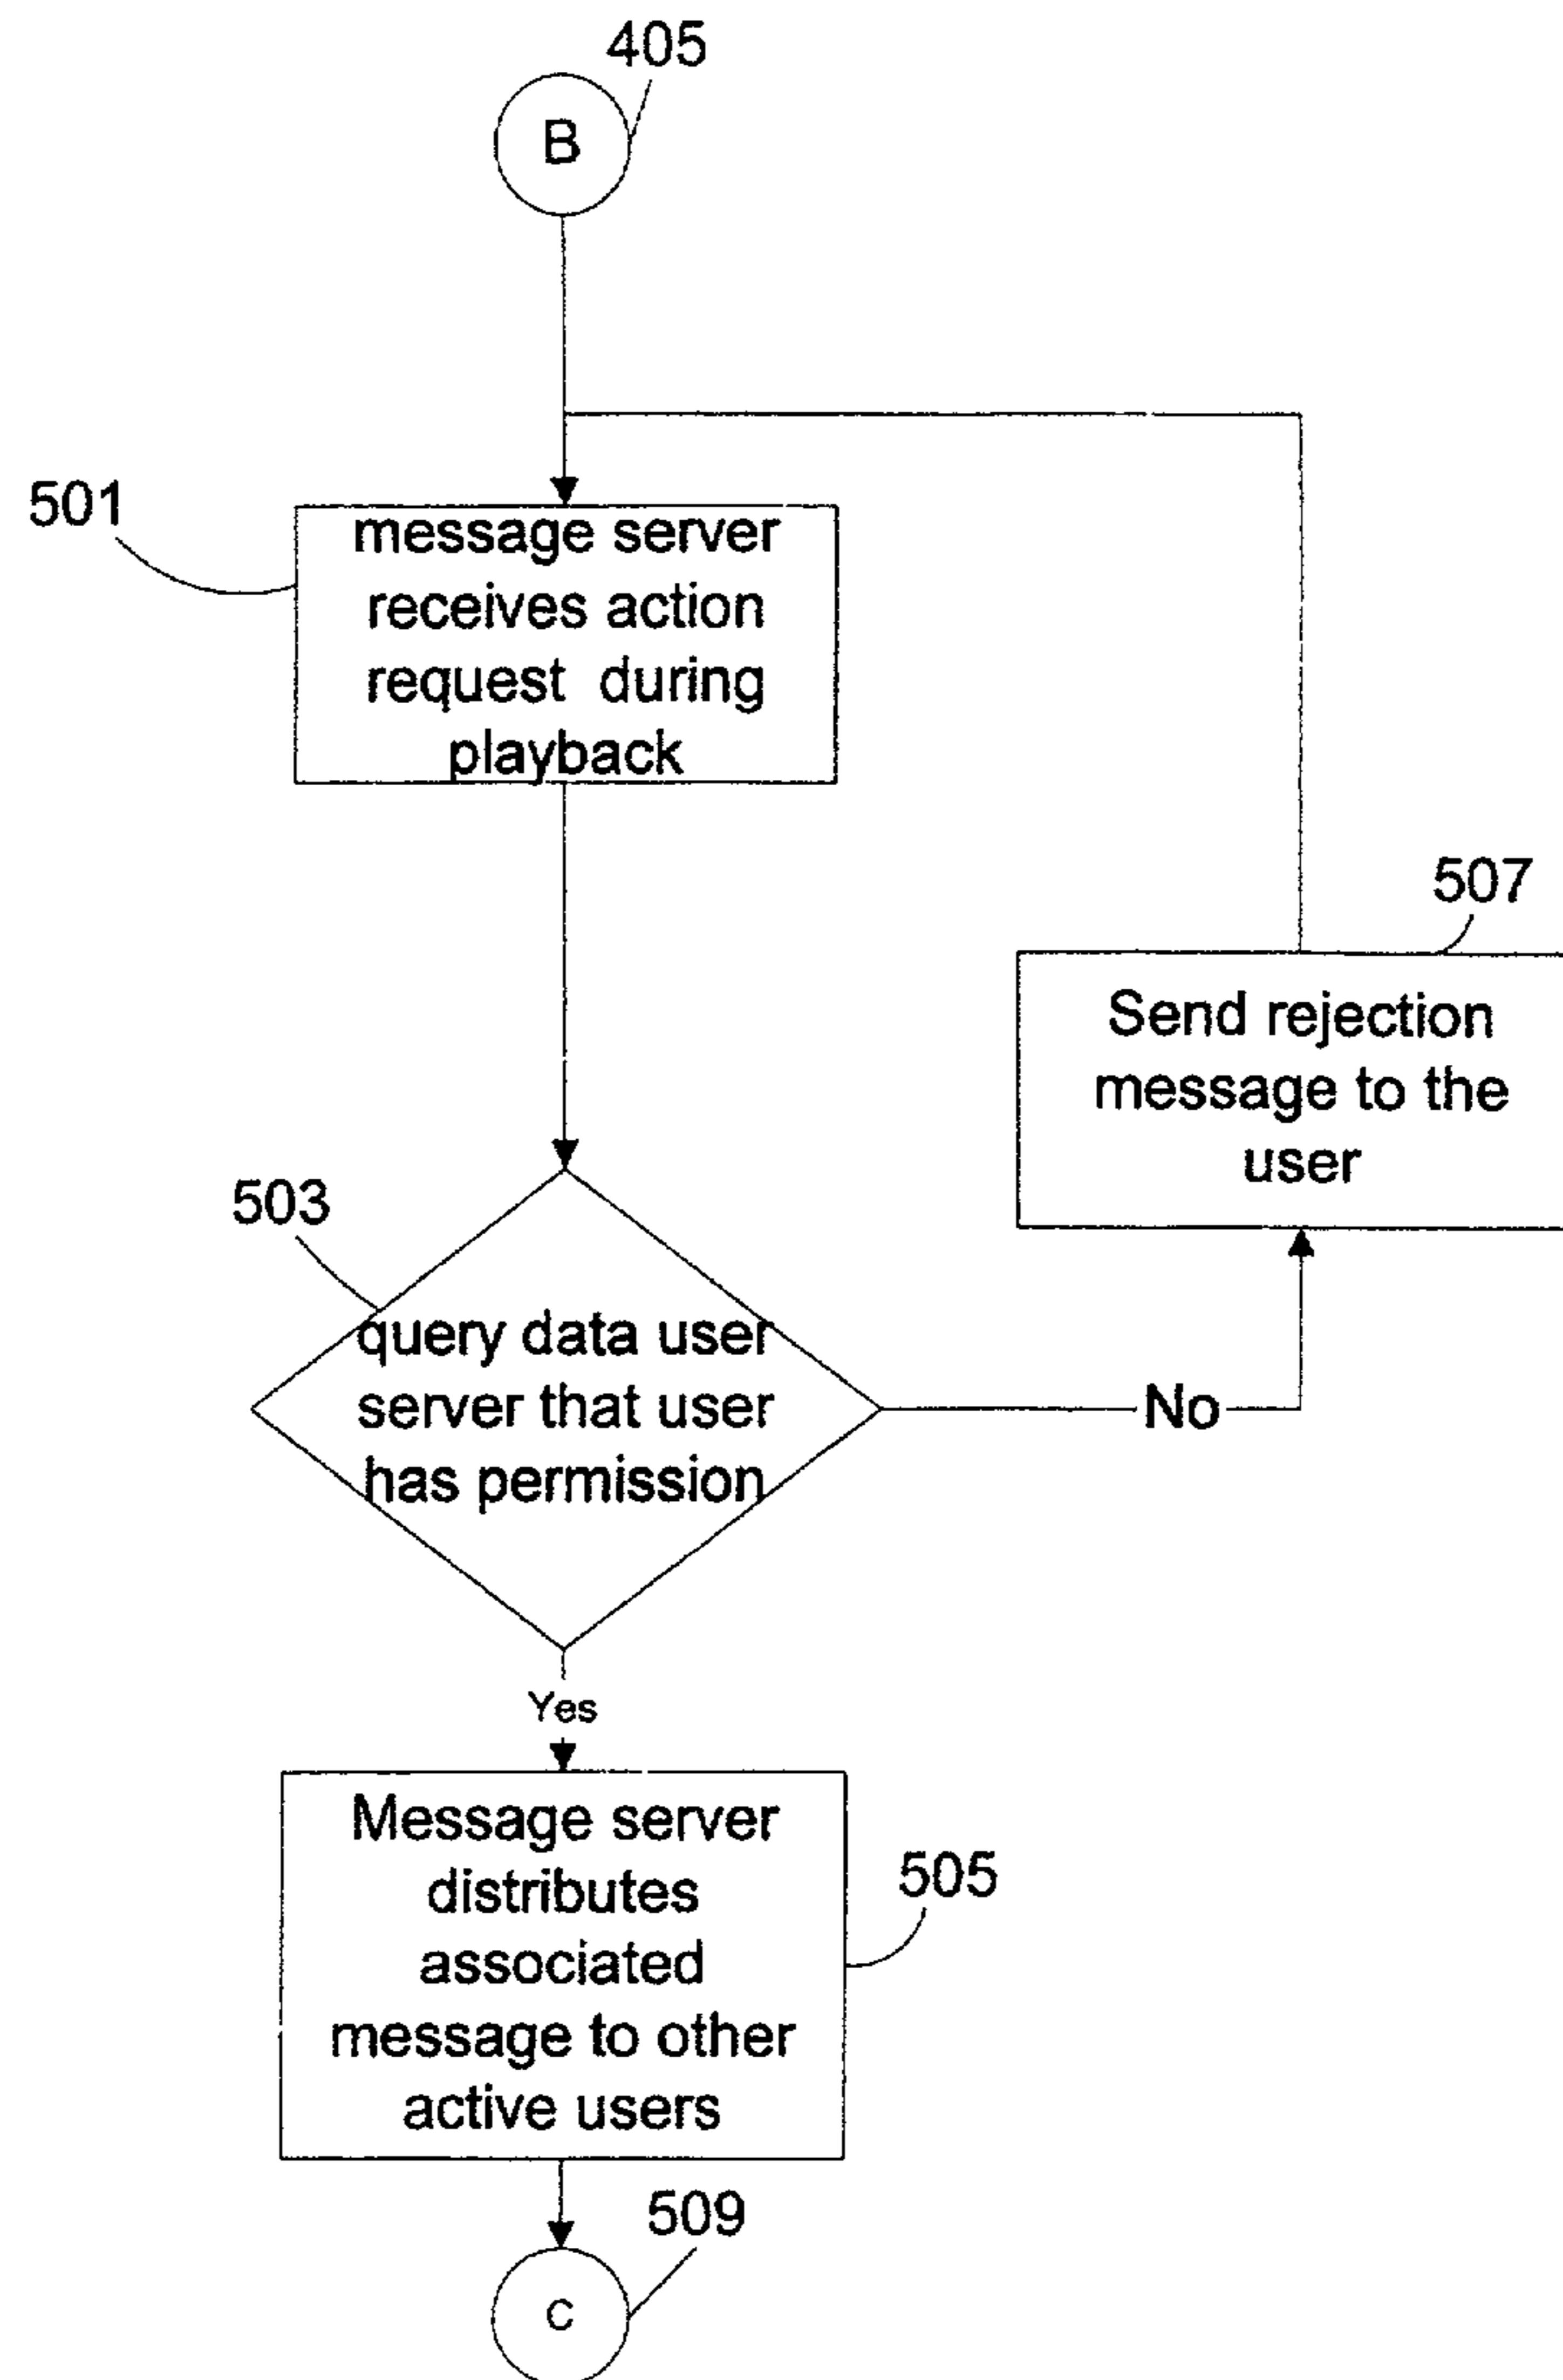 405
B
501
message server
receives action
request during
playback
507
Send rejection
message to the
user
503
query data user
server that user
has permission
No
Yes
Message server
distributes
associated
message to other
active users
505
509
C